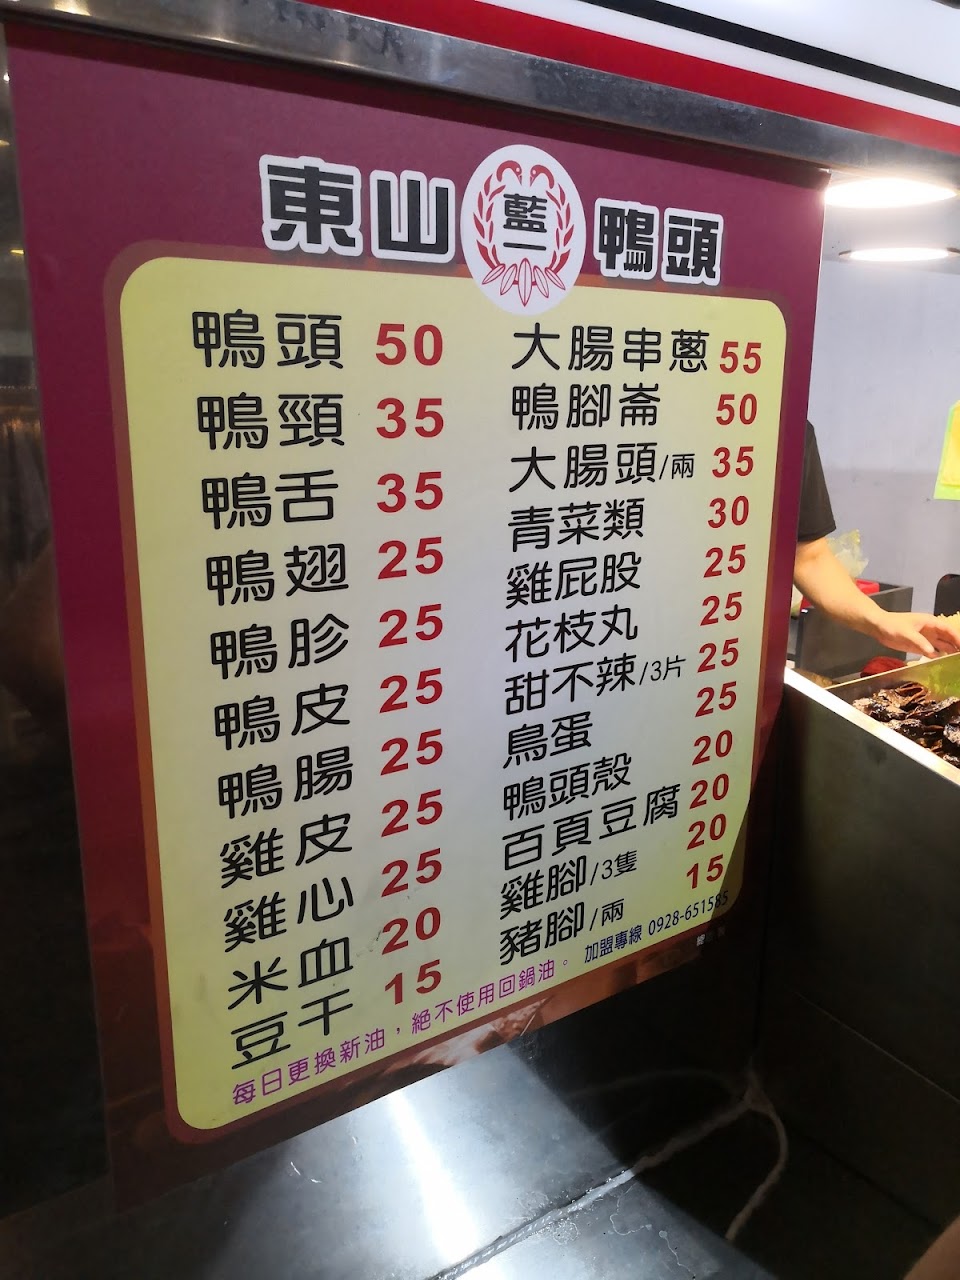 東山 藍一 鴨頭
鴨頭 50
鴨頸 35
鴨舌 35
鴨翅 25
鴨胗 25
鴨皮 25
鴨腸 25
雞皮 25
雞心 25
米血 20
豆干 15
大腸串蔥 55
鴨腳崙 50
大腸頭/兩 35
青菜類 30
雞屁股 25
花枝丸 25
甜不辣/3片 25
鳥蛋 25
鴨頭殼 20
百頁豆腐 20
雞腳/3隻 20
豬腳/兩 15
每日更換新油，絕不使用回鍋油。
加盟專線 0928-651585